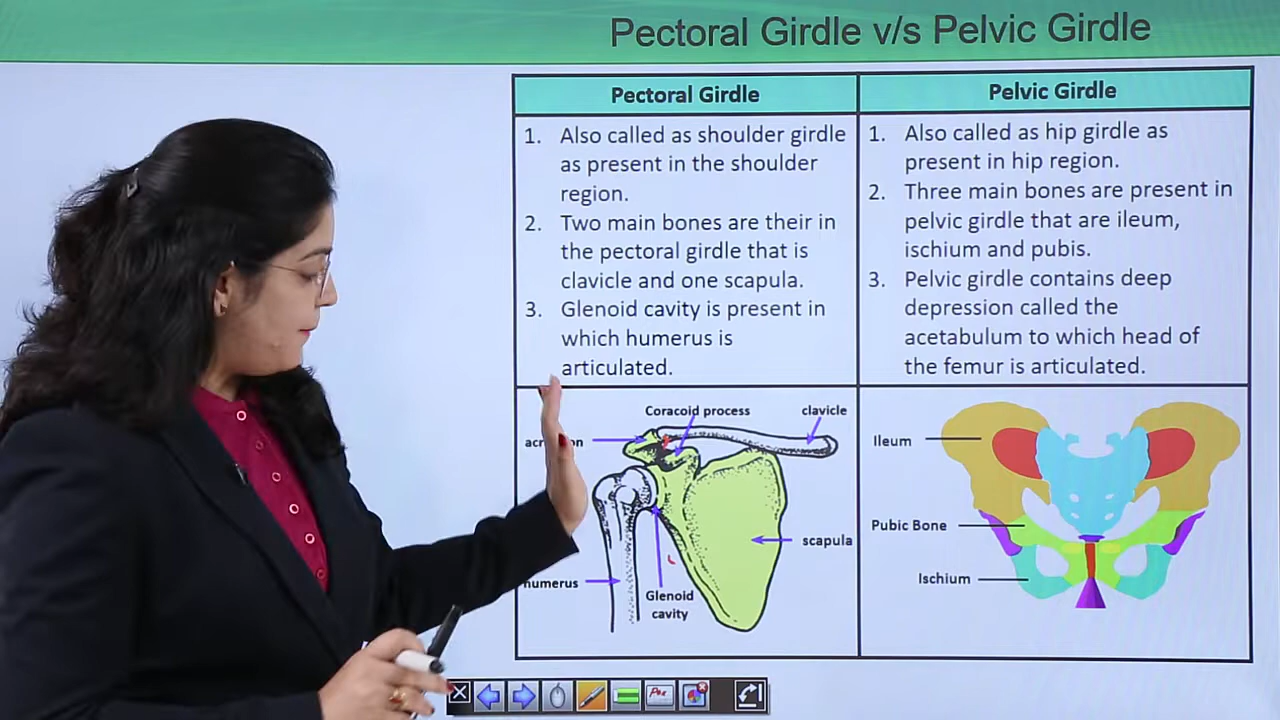 Pectoral Girdle v/s Pelvic Girdle
Pectoral Girdle
1. Also called as shoulder girdle
as present in the shoulder
region.
2. Two main bones are their in
the pectoral girdle that is
clavicle and one scapula.
3. Glenoid cavity is present in
which humerus is
articulated.
Coracoid process
clavicle
scapula
humerus
Glenoid
cavity
Pelvic Girdle
1. Also called as hip girdle as
present in hip region.
2. Three main bones are present in
pelvic girdle that are ileum,
ischium and pubis.
3. Pelvic girdle contains deep
depression called the
acetabulum to which head of
the femur is articulated.
Ileum
Pubic Bone
Ischium
Pen